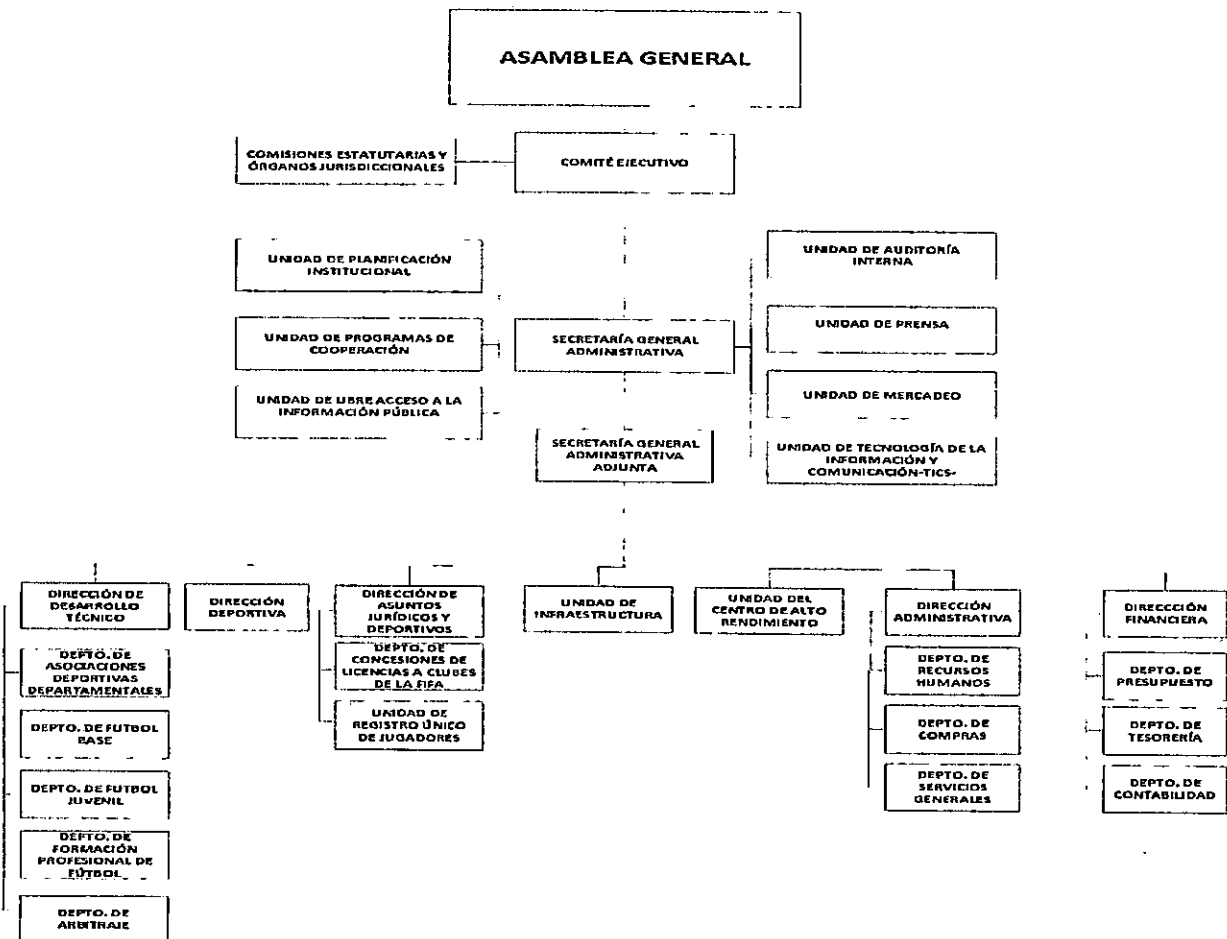 ASAMBLEA GENERAL
COMISIONES ESTATUTARIAS Y
ÓRGANOS JURISDICCIONALES
COMITÉ EJECUTIVO
UNIDAD DE PLANIFICACIÓN
INSTITUCIONAL
UNIDAD DE AUDITORÍA
INTERNA
UNIDAD DE PROGRAMAS DE
COOPERACIÓN
SECRETARÍA GENERAL
ADMINISTRATIVA
UNIDAD DE PRENSA
UNIDAD DE LIBRE ACCESO A LA
INFORMACIÓN PÚBLICA
UNIDAD DE MERCADEO
SECRETARÍA GENERAL
ADMINISTRATIVA
ADJUNTA
UNIDAD DE TECNOLOGÍA DE LA
INFORMACIÓN Y
COMUNICACIÓN-TICS-
DIRECCIÓN DE
DESARROLLO
TÉCNICO
DIRECCIÓN
DEPORTIVA
DIRECCIÓN DE
ASUNTOS
JURÍDICOS Y
DEPORTIVOS
UNIDAD DE
INFRAESTRUCTURA
UNIDAD DEL
CENTRO DE ALTO
RENDIMIENTO
DIRECCIÓN
ADMINISTRATIVA
DIRECCCIÓN
FINANCIERA
DEPTO. DE
ASOCIACIONES
DEPORTIVAS
DEPARTAMENTALES
DEPTO. DE
CONCESIONES DE
LICENCIAS A CLUBES
DE LA FIFA
DEPTO. DE
RECURSOS
HUMANOS
DEPTO. DE
PRESUPUESTO
DEPTO. DE FUTBOL
BASE
UNIDAD DE
REGISTRO ÚNICO
DE JUGADORES
DEPTO. DE
COMPRAS
DEPTO. DE
TESORERÍA
DEPTO. DE FUTBOL
JUVENIL
DEPTO. DE
SERVICIOS
GENERALES
DEPTO. DE
CONTABILIDAD
DEPTO. DE
FORMACIÓN
PROFESIONAL DE
FÚTBOL
DEPTO. DE
ARBITRAJE